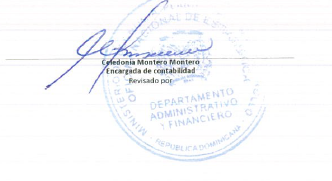 Celedonia Montero Montero
Encargada de contabilidad
Revisado por
DEPARTAMENTO
ADMINISTRATIVO
Y FINANCIERO
REPUBLICA DOMINICANA